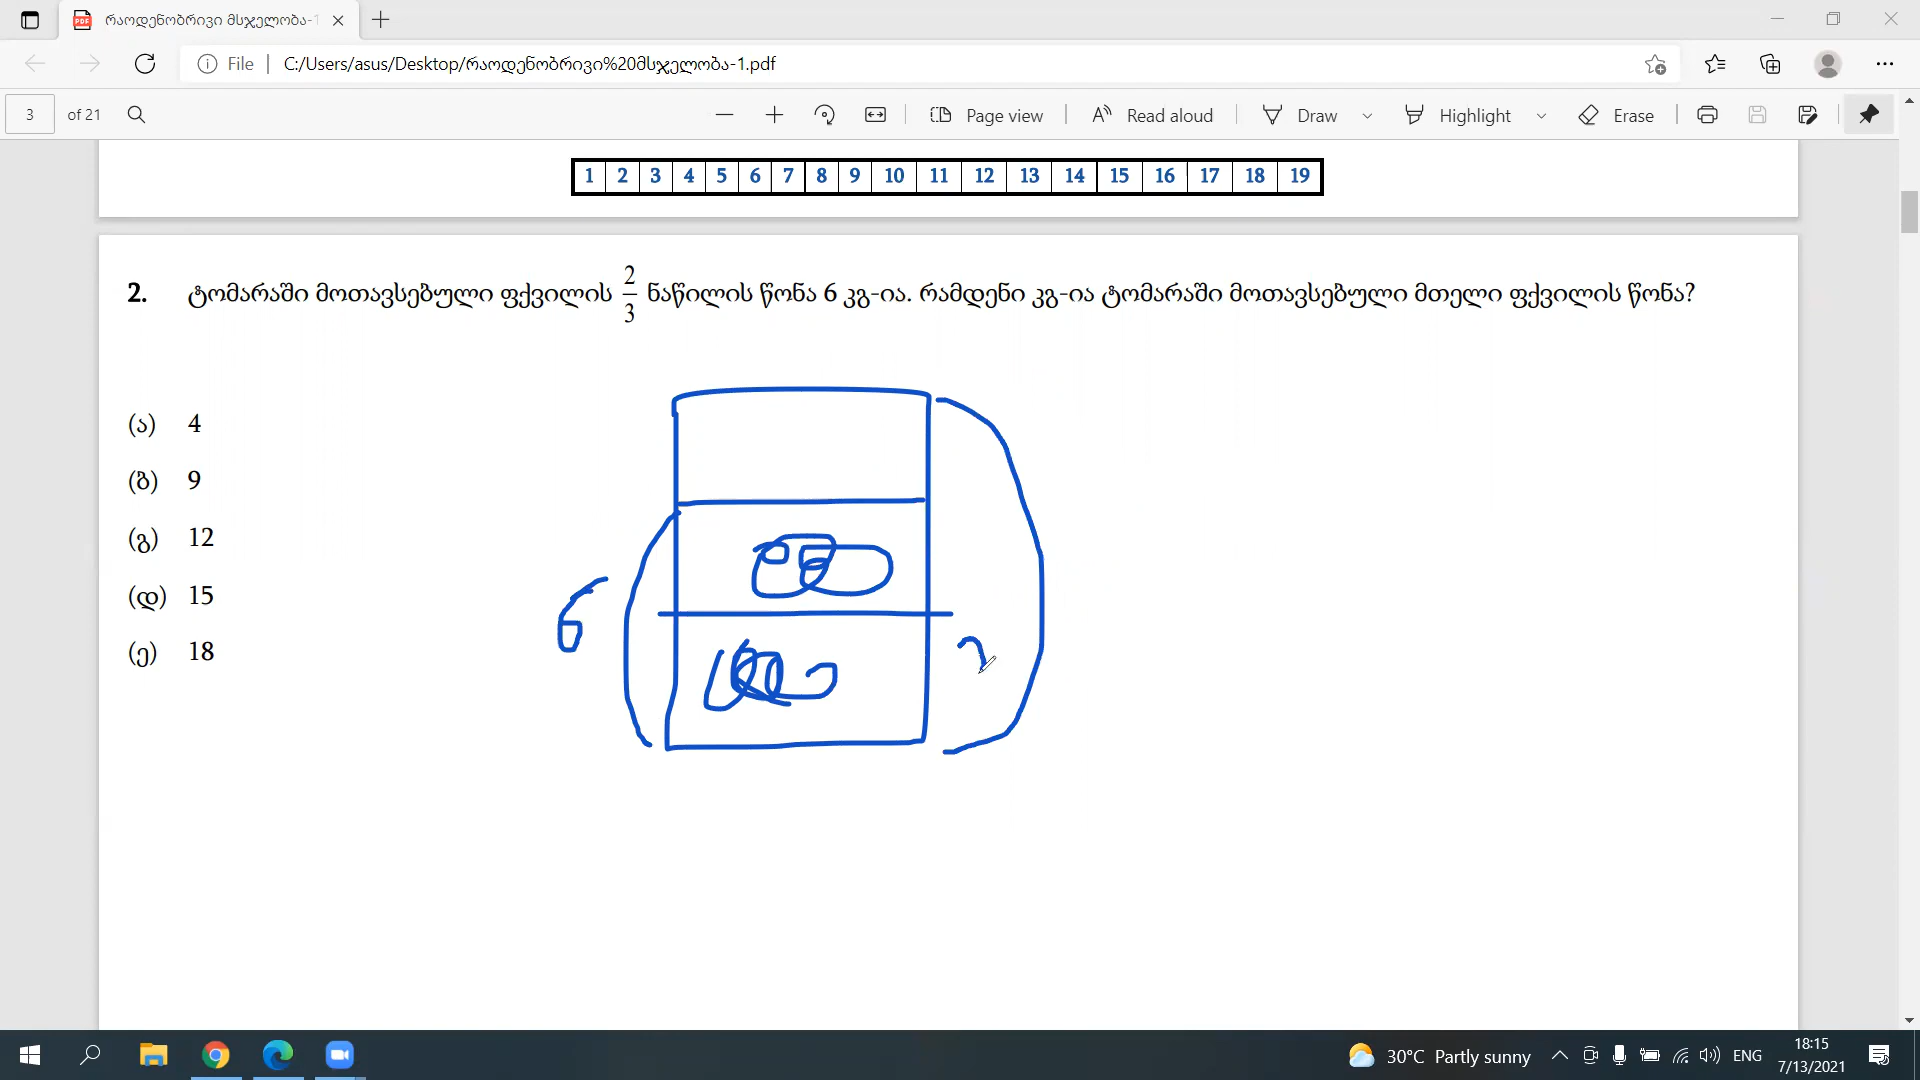 რაოდენობრივი მსჯელობა-1
File
C:/Users/asus/Desktop/რაოდენობრივი%20მსჯელობა-1.pdf
3 of 21
Page view
Read aloud
Draw
Highlight
Erase
1 2 3 4 5 6 7 8 9 10 11 12 13 14 15 16 17 18 19
2. ტომარაში მოთავსებული ფქვილის 2/3 ნაწილის წონა 6 კგ-ია. რამდენი კგ-ია ტომარაში მოთავსებული მთელი ფქვილის წონა?
(ა) 4
(ბ) 9
(გ) 12
(დ) 15
(ე) 18
6
30°C Partly sunny
ENG
18:15
7/13/2021